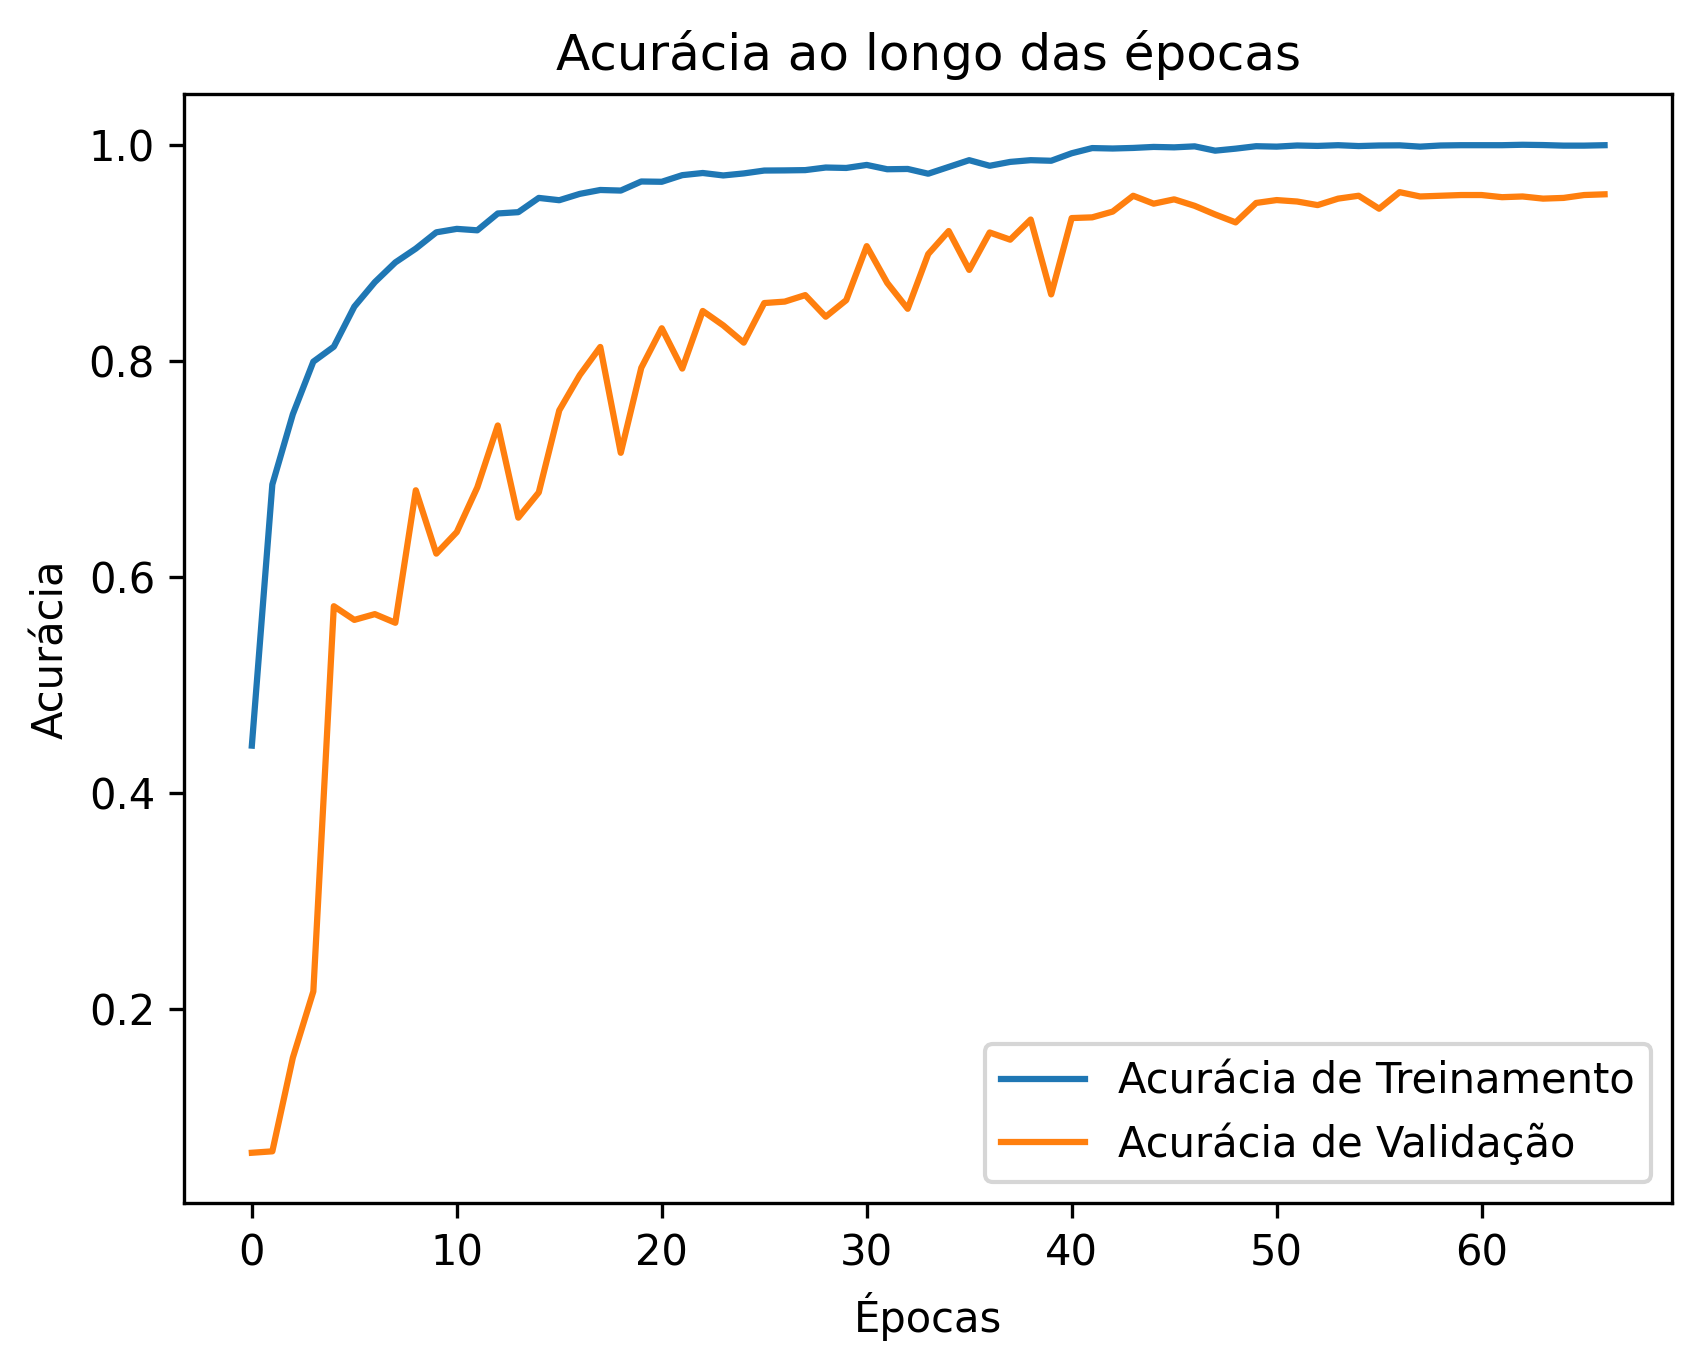 Acurácia ao longo das épocas
1.0
0.8
0.6
0.4
0.2
Acurácia
Acurácia de Treinamento
Acurácia de Validação
0 10 20 30 40 50 60
Épocas